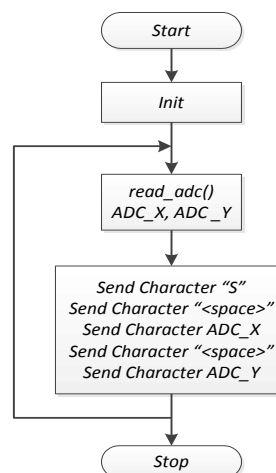 Start
Init
read_adc()
ADC_X, ADC _Y
Send Character “S”
Send Character “<space>”
Send Character ADC_X
Send Character “<space>”
Send Character ADC_Y
Stop